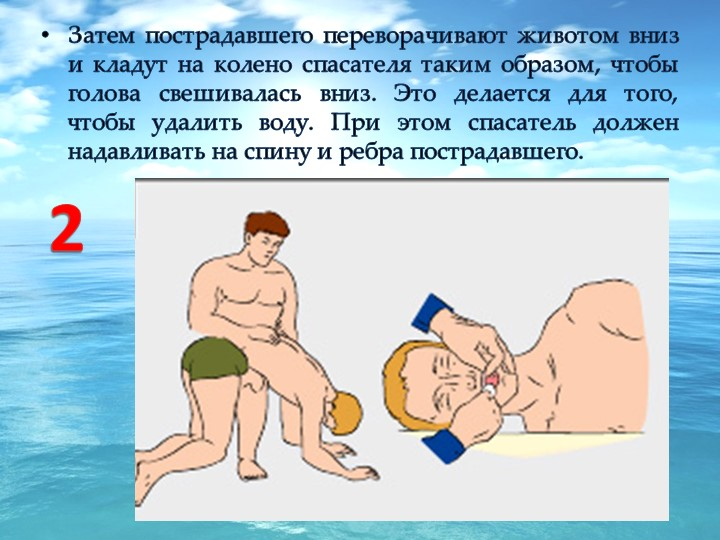 • Затем пострадавшего переворачивают животом вниз
и кладут на колено спасателя таким образом, чтобы
голова свешивалась вниз. Это делается для того,
чтобы удалить воду. При этом спасатель должен
надавливать на спину и ребра пострадавшего.
2